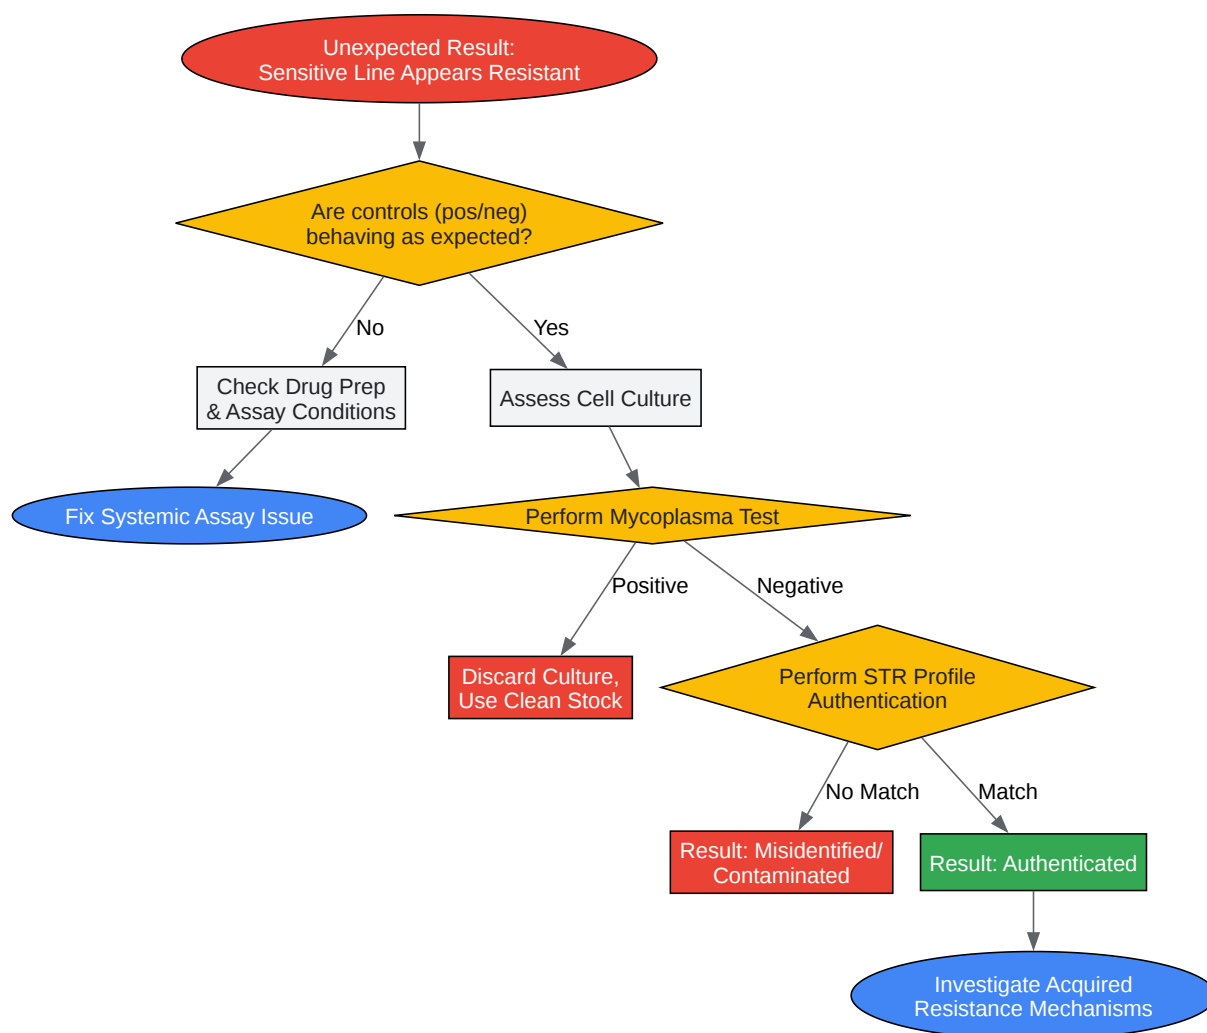 Unexpected Result:
Sensitive Line Appears Resistant
Are controls (pos/neg)
behaving as expected?
No
Yes
Check Drug Prep
& Assay Conditions
Assess Cell Culture
Fix Systemic Assay Issue
Perform Mycoplasma Test
Positive
Negative
Discard Culture,
Use Clean Stock
Perform STR Profile
Authentication
No Match
Match
Result: Misidentified/
Contaminated
Result: Authenticated
Investigate Acquired
Resistance Mechanisms